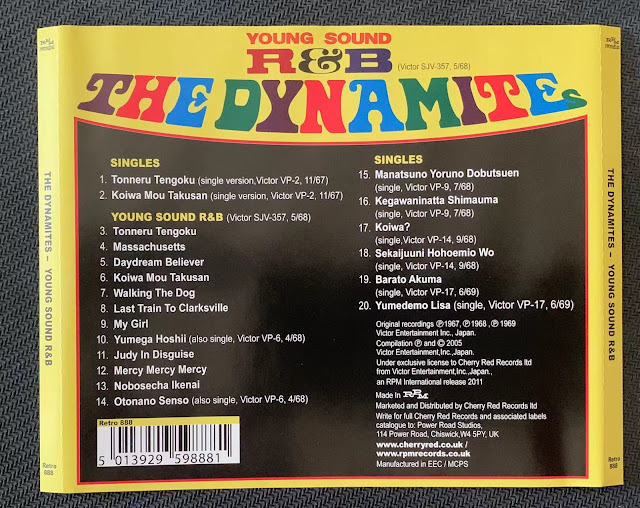 YOUNG SOUND
R&B (Victor SJV-357, 5/68)
THE DYNAMITES
THE DYNAMITES – YOUNG SOUND R&B
Retro
888
SINGLES
1. Tonneru Tengoku (single version,Victor VP-2, 11/67)
2. Koiwa Mou Takusan (single version, Victor VP-2, 11/67)
YOUNG SOUND R&B (Victor SJV-357, 5/68)
3. Tonneru Tengoku
4. Massachusetts
5. Daydream Believer
6. Koiwa Mou Takusan
7. Walking The Dog
8. Last Train To Clarksville
9. My Girl
10. Yumega Hoshii (also single, Victor VP-6, 4/68)
11. Judy In Disguise
12. Mercy Mercy Mercy
13. Nobosecha Ikenai
14. Otonano Senso (also single, Victor VP-6, 4/68)
Retro 888
5 013929 598881
SINGLES
15. Manatsuno Yoruno Dobutsuen
(single, Victor VP-9, 7/68)
16. Kegawaninatta Shimauma
(single, Victor VP-9, 7/68)
17. Koiwa?
(single,Victor VP-14, 9/68)
18. Sekaijuuni Hohoemio Wo
(single, Victor VP-14, 9/68)
19. Barato Akuma
(single, Victor VP-17, 6/69)
20. Yumedemo Lisa (single, Victor VP-17, 6/69)
Original recordings ℗1967, ℗ 1968 , ℗ 1969
Victor Entertainment Inc., Japan.
Compilation ℗ and © 2005
Victor Entertainment,Inc.,Japan.
Under exclusive license to Cherry Red Records ltd
from Victor Entertainment,Inc.,Japan,
an RPM International release 2011
Made In RPM
Marketed and Distributed by Cherry Red Records ltd
Write for full Cherry Red Records and associated labels
catalogue to: Power Road Studios,
114 Power Road, Chiswick,W4 5PY, UK
www.cherryred.co.uk /
www.rpmrecords.co.uk
Manufactured in EEC / MCPS
THE DYNAMITES – YOUNG SOUND R&B
Retro
888